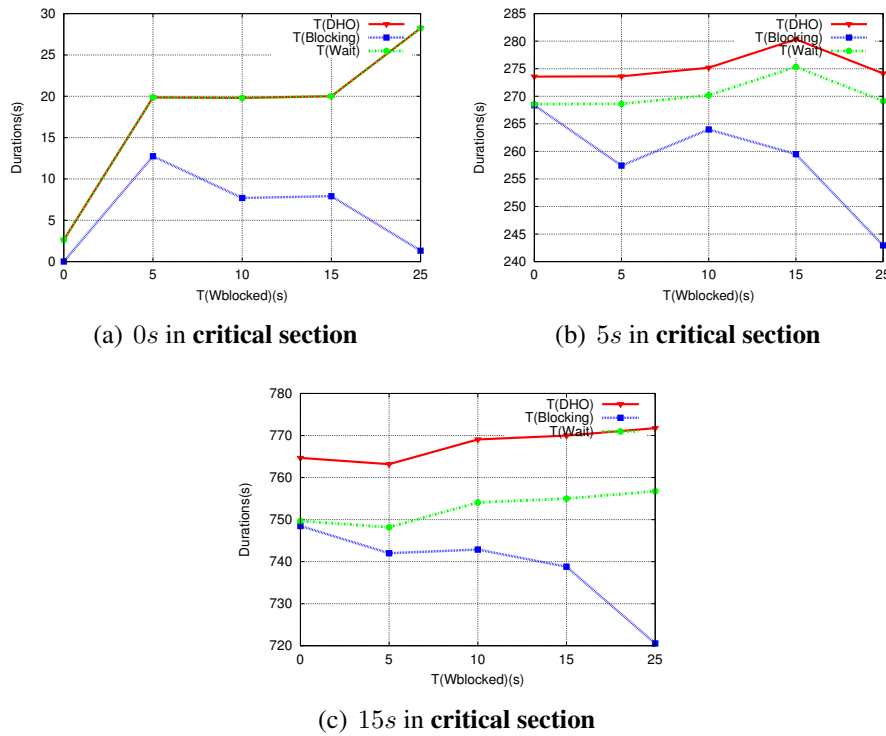 30
25
20
15
10
5
0
0 5 10 15 25
Durations(s)
T(Wblocked)(s)
T(DHO)
T(Blocking)
T(Wait)
(a) 0s in critical section
285
280
275
270
265
260
255
250
245
240
0 5 10 15 25
Durations(s)
T(Wblocked)(s)
T(DHO)
T(Blocking)
T(Wait)
(b) 5s in critical section
780
770
760
750
740
730
720
0 5 10 15 25
Durations(s)
T(Wblocked)(s)
T(DHO)
T(Blocking)
T(Wait)
(c) 15s in critical section